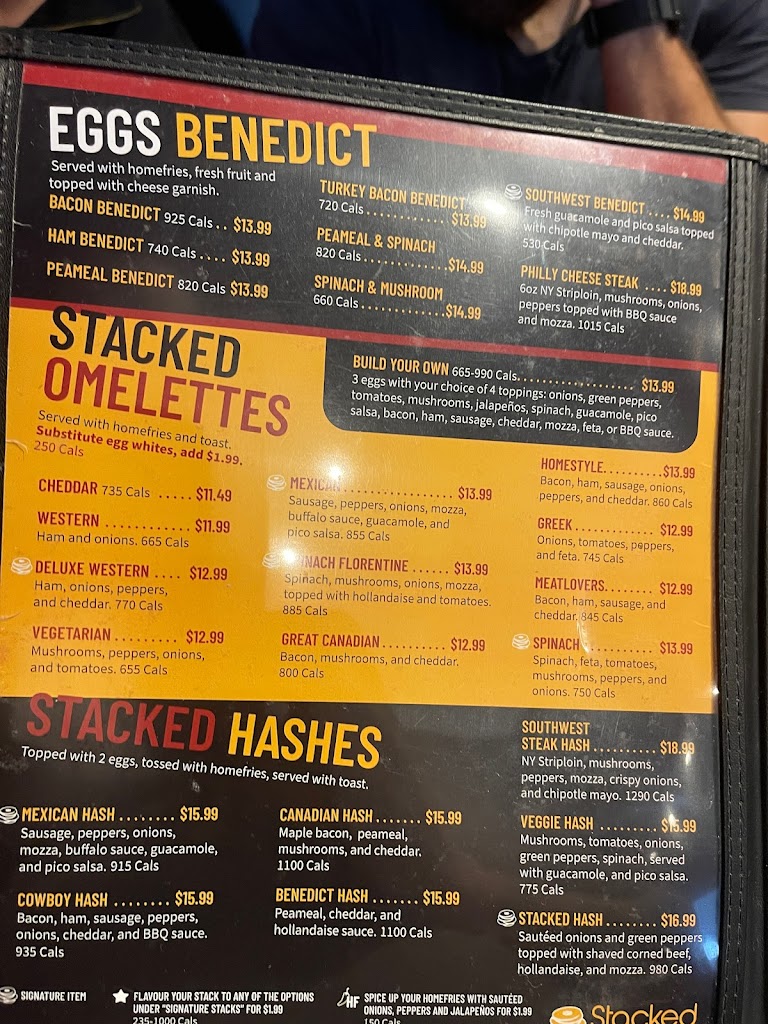 EGGS BENEDICT
Served with homefries, fresh fruit and
topped with cheese garnish.
BACON BENEDICT 925 Cals . . $13.99
HAM BENEDICT 740 Cals . . . . $13.99
PEAMEAL BENEDICT 820 Cals $13.99
TURKEY BACON BENEDICT
720 Cals . . . . . . . . . . . . $13.99
PEAMEAL & SPINACH
820 Cals . . . . . . . . . . . . . $14.99
SPINACH & MUSHROOM
660 Cals . . . . . . . . . . . . . $14.99
SOUTHWEST BENEDICT . . . . $14.99
Fresh guacamole and pico salsa topped
with chipotle mayo and cheddar.
530 Cals
PHILLY CHEESE STEAK . . . . $18.99
6oz NY Striploin, mushrooms, onions,
peppers topped with BBQ sauce
and mozza. 1015 Cals
STACKED
OMELETTES
Served with homefries and toast.
Substitute egg whites, add $1.99.
250 Cals
BUILD YOUR OWN 665-990 Cals. . . . . . . . . . . . . . . . . . $13.99
3 eggs with your choice of 4 toppings: onions, green peppers,
tomatoes, mushrooms, jalapeños, spinach, guacamole, pico
salsa, bacon, ham, sausage, cheddar, mozza, feta, or BBQ sauce.
CHEDDAR 735 Cals . . . . . $11.49
WESTERN . . . . . . . . . . . $11.99
Ham and onions. 665 Cals
DELUXE WESTERN . . . . $12.99
Ham, onions, peppers,
and cheddar. 770 Cals
VEGETARIAN . . . . . . . . . $12.99
Mushrooms, peppers, onions,
and tomatoes. 655 Cals
MEXICAN . . . . . . . . . . . . . . . . $13.99
Sausage, peppers, onions, mozza,
buffalo sauce, guacamole, and
pico salsa. 855 Cals
SPINACH FLORENTINE . . . . . . $13.99
Spinach, mushrooms, onions, mozza,
topped with hollandaise and tomatoes.
885 Cals
GREAT CANADIAN . . . . . . . . . . $12.99
Bacon, mushrooms, and cheddar.
800 Cals
HOMESTYLE. . . . . . . . . $13.99
Bacon, ham, sausage, onions,
peppers, and cheddar. 860 Cals
GREEK . . . . . . . . . . . . $12.99
Onions, tomatoes, peppers,
and feta. 745 Cals
MEATLOVERS. . . . . . . . $12.99
Bacon, ham, sausage, and
cheddar. 845 Cals
SPINACH . . . . . . . . . . $13.99
Spinach, feta, tomatoes,
mushrooms, peppers, and
onions. 750 Cals
STACKED HASHES
Topped with 2 eggs, tossed with homefries, served with toast.
MEXICAN HASH . . . . . . . . $15.99
Sausage, peppers, onions,
mozza, buffalo sauce, guacamole,
and pico salsa. 915 Cals
COWBOY HASH . . . . . . . . $15.99
Bacon, ham, sausage, peppers,
onions, cheddar, and BBQ sauce.
935 Cals
CANADIAN HASH . . . . . . . $15.99
Maple bacon, peameal,
mushrooms, and cheddar.
1100 Cals
BENEDICT HASH . . . . . . . $15.99
Peameal, cheddar, and
hollandaise sauce. 1100 Cals
SOUTHWEST
STEAK HASH . . . . . . . . . . $18.99
NY Striploin, mushrooms,
peppers, mozza, crispy onions,
and chipotle mayo. 1290 Cals
VEGGIE HASH . . . . . . . . . . $15.99
Mushrooms, tomatoes, onions,
green peppers, spinach, served
with guacamole, and pico salsa.
775 Cals
STACKED HASH . . . . . . . . $16.99
Sautéed onions and green peppers
topped with shaved corned beef,
hollandaise, and mozza. 980 Cals
SIGNATURE ITEM
FLAVOUR YOUR STACK TO ANY OF THE OPTIONS
UNDER "SIGNATURE STACKS" FOR $1.99
235-1000 Cals
HF SPICE UP YOUR HOMEFRIES WITH SAUTÉED
ONIONS, PEPPERS AND JALAPEÑOS FOR $1.99
150 Cals
Stacked